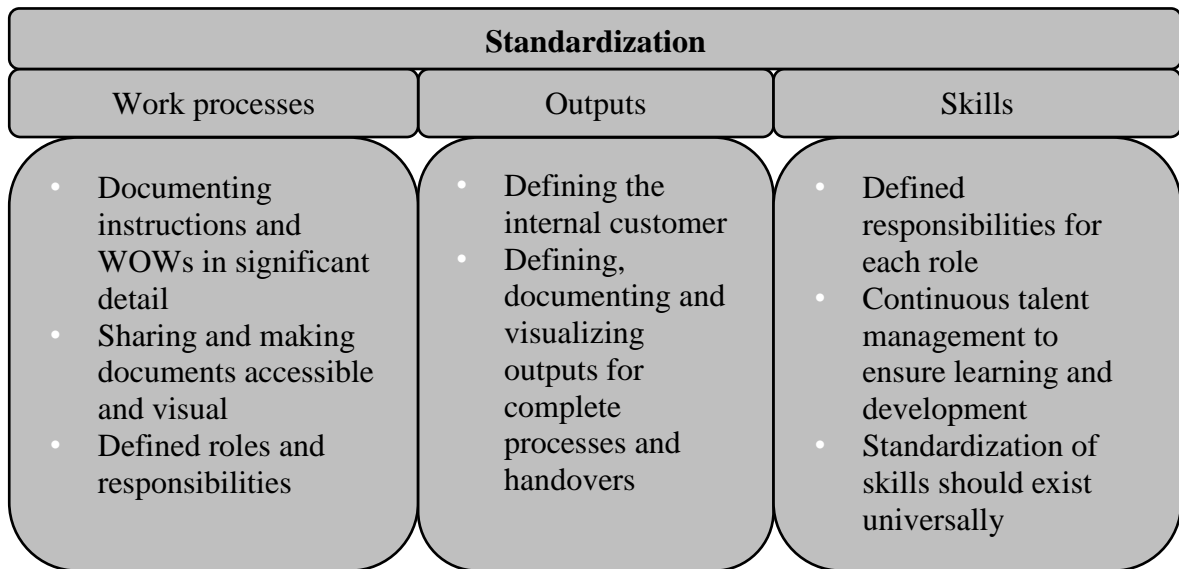 Standardization
Work processes
Outputs
Skills
• Documenting
instructions and
WOWs in significant
detail
• Sharing and making
documents accessible
and visual
• Defined roles and
responsibilities
• Defining the
internal customer
• Defining,
documenting and
visualizing
outputs for
complete
processes and
handovers
• Defined
responsibilities for
each role
• Continuous talent
management to
ensure learning and
development
• Standardization of
skills should exist
universally